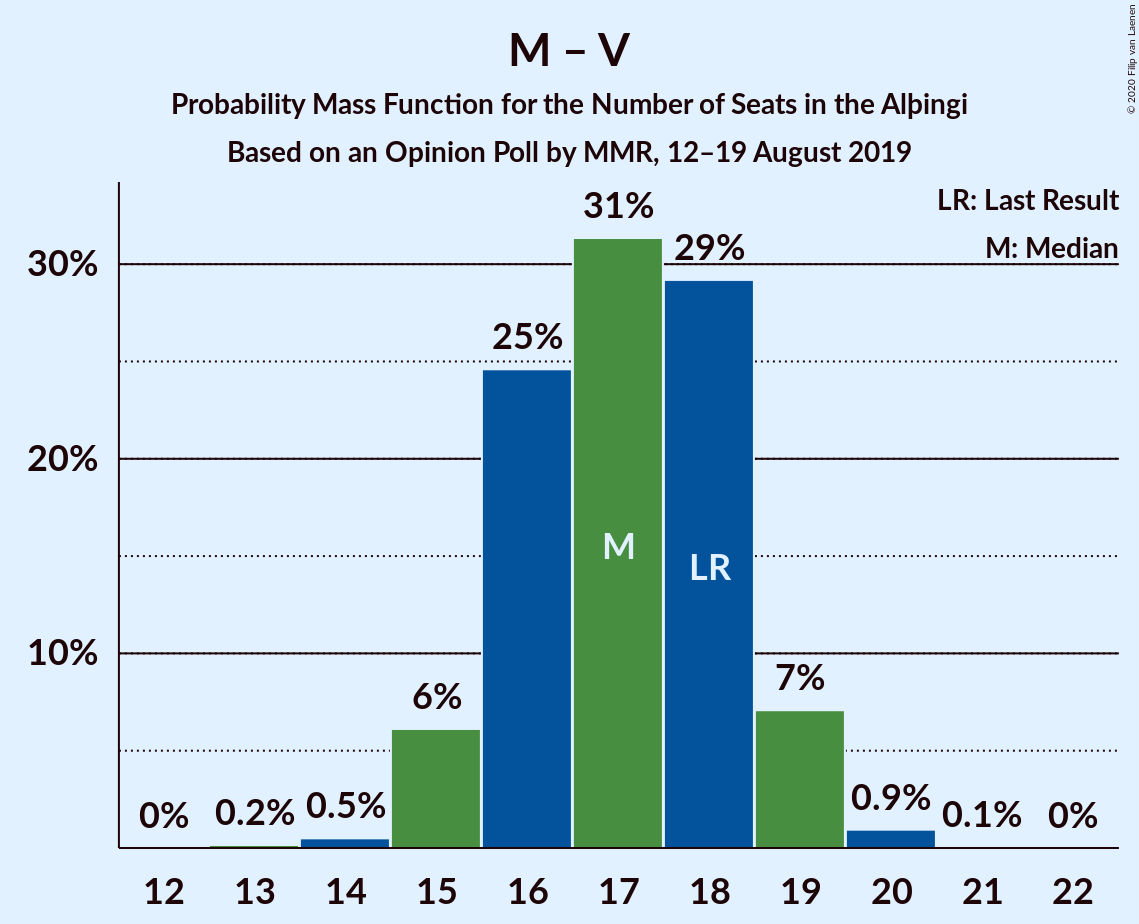 M – V
Probability Mass Function for the Number of Seats in the Alþingi
Based on an Opinion Poll by MMR, 12–19 August 2019
© 2020 Filip van Laenen
LR: Last Result
M: Median
30%
20%
10%
0%
0.2%
0.5%
6%
25%
31%
29%
7%
0.9%
0.1%
0%
M
LR
12 13 14 15 16 17 18 19 20 21 22